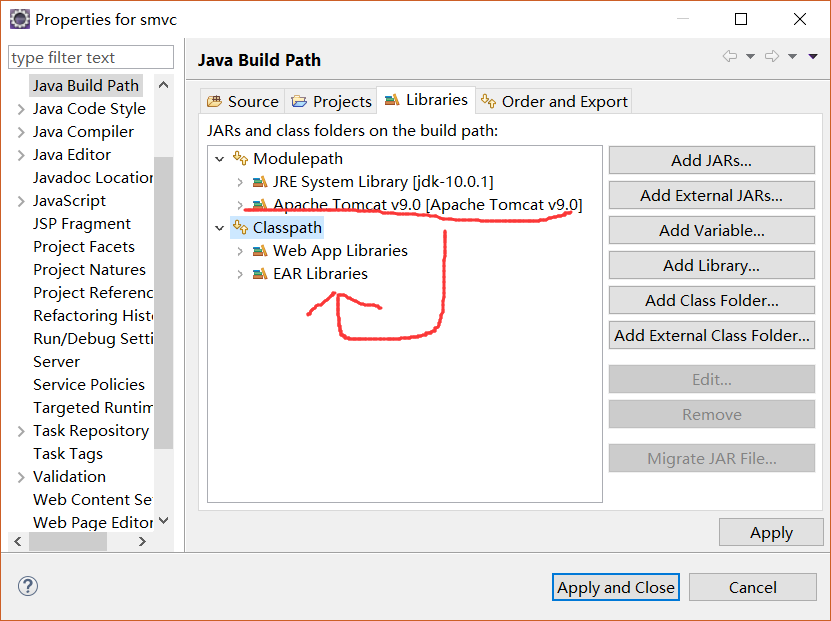 Properties for smvc
type filter text
Java Build Path
Java Code Style
Java Compiler
Java Editor
Javadoc Location
JavaScript
JSP Fragment
Project Facets
Project Natures
Project Referenc
Refactoring Histo
Run/Debug Setti
Server
Service Policies
Targeted Runtim
Task Repository
Task Tags
Validation
Web Content Se
Web Page Editor
Java Build Path
Source Projects Libraries Order and Export
JARs and class folders on the build path:
Modulepath
JRE System Library [jdk-10.0.1]
Apache Tomcat v9.0 [Apache Tomcat v9.0]
Classpath
Web App Libraries
EAR Libraries
Add JARs...
Add External JARs...
Add Variable...
Add Library...
Add Class Folder...
Add External Class Folder...
Edit...
Remove
Migrate JAR File...
Apply
?
Apply and Close
Cancel